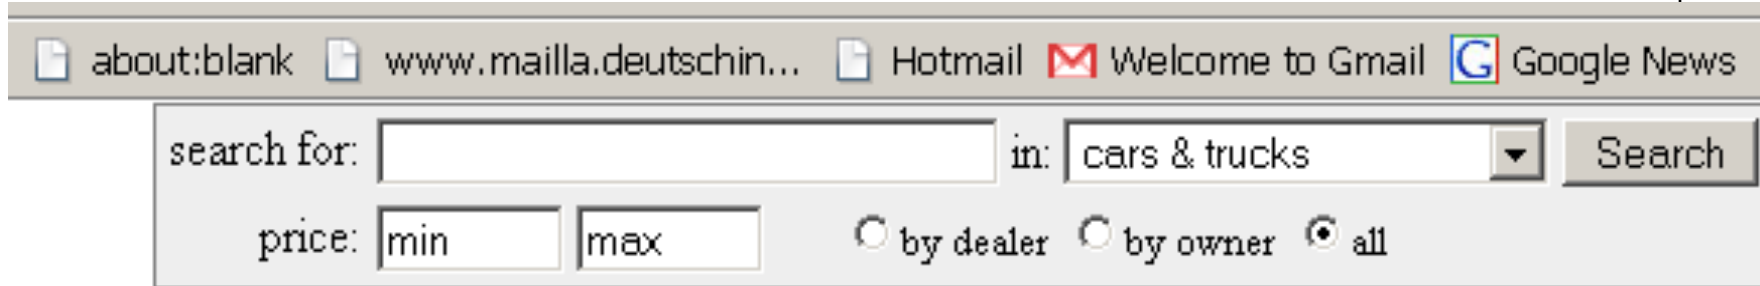 about:blank www.mailla.deutschin... Hotmail Welcome to Gmail Google News
search for: in: cars & trucks Search
price: min max by dealer by owner all